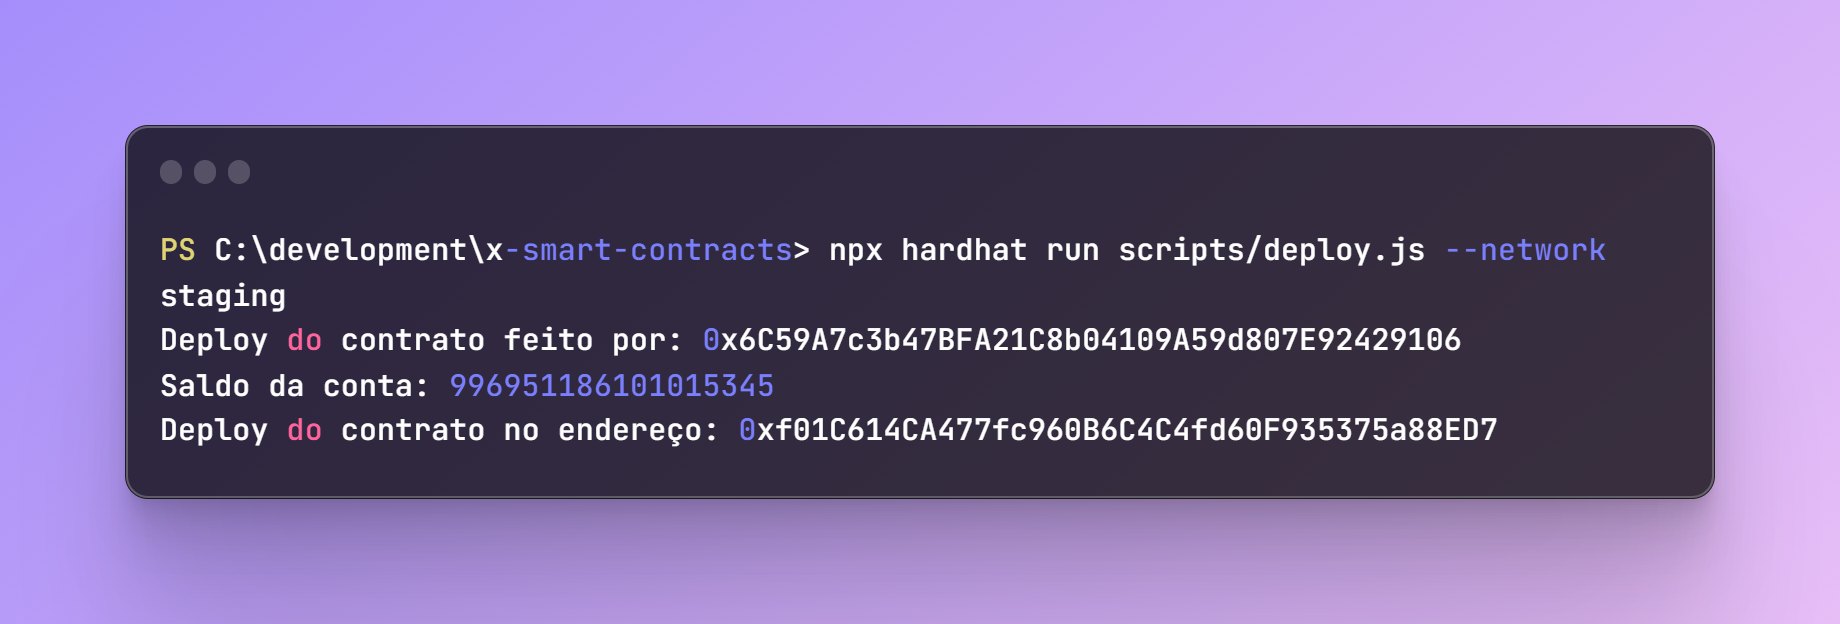 PS C:\development\x-smart-contracts> npx hardhat run scripts/deploy.js --network
staging
Deploy do contrato feito por: 0x6C59A7c3b47BFA21C8b04109A59d807E92429106
Saldo da conta: 996951186101015345
Deploy do contrato no endereço: 0xf01C614CA477fc960B6C4C4fd60F935375a88ED7